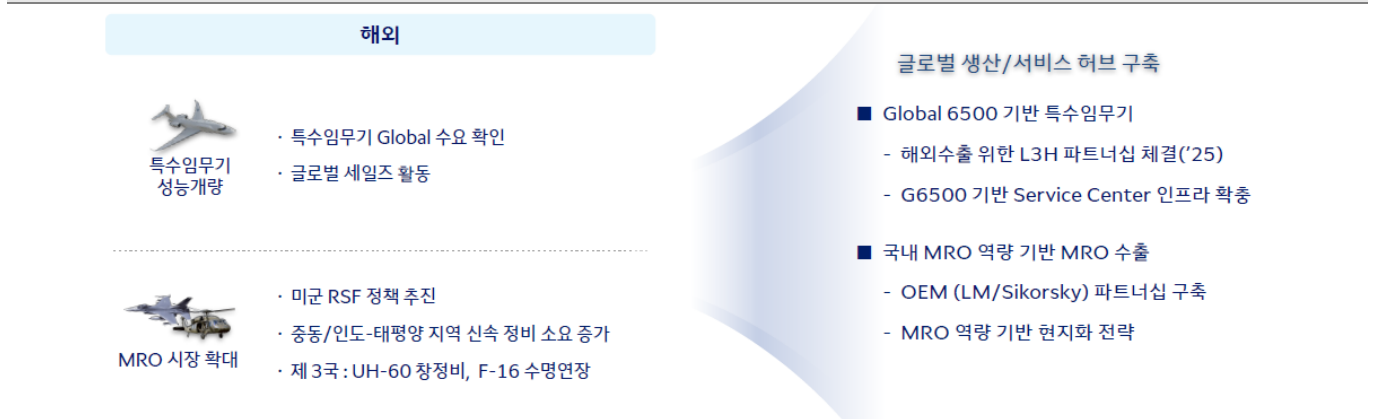 해외
특수임무기
성능개량
· 특수임무기 Global 수요 확인
· 글로벌 세일즈 활동
MRO 시장 확대
· 미군 RSF 정책 추진
· 중동/인도-태평양 지역 신속 정비 소요 증가
· 제 3국 : UH-60 창정비, F-16 수명연장
글로벌 생산/서비스 허브 구축
■ Global 6500 기반 특수임무기
- 해외수출 위한 L3H 파트너십 체결('25)
- G6500 기반 Service Center 인프라 확충
■ 국내 MRO 역량 기반 MRO 수출
- OEM (LM/Sikorsky) 파트너십 구축
- MRO 역량 기반 현지화 전략